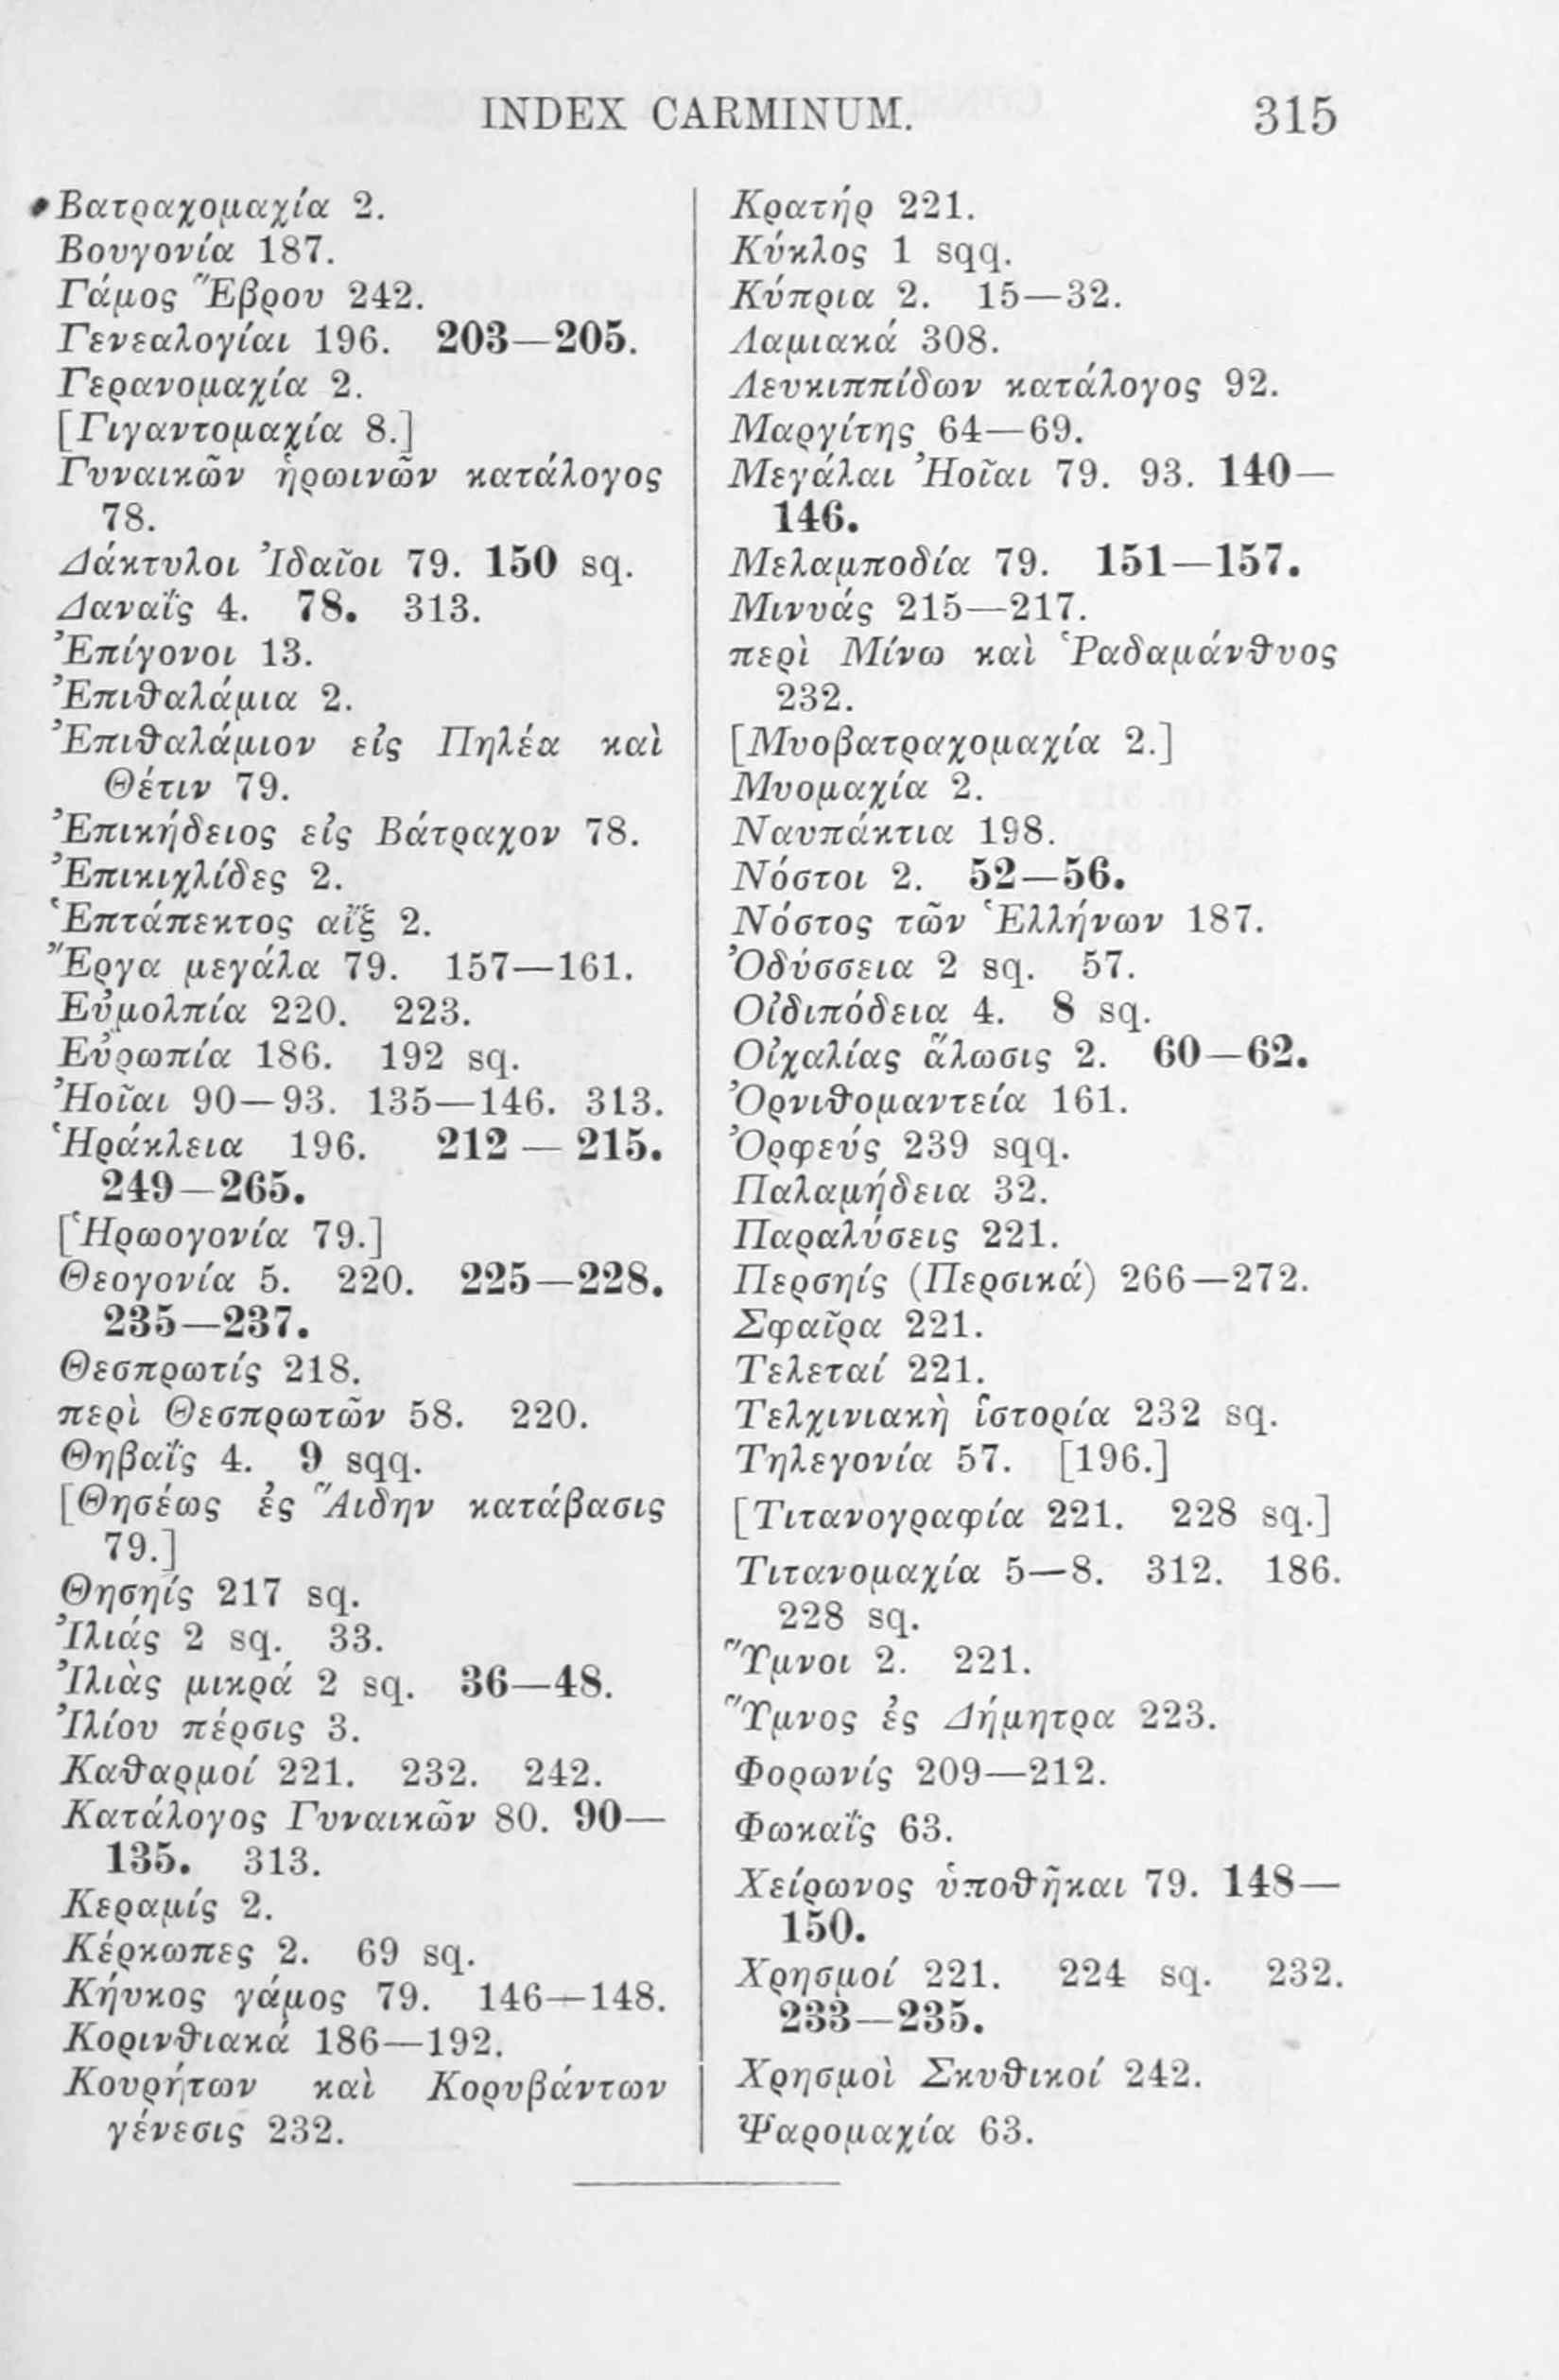 INDEX CARMINUM. 315
Βατραχομαχία 2.
Βουγονία 187.
Γάμος Ἕβρου 242.
Γενεαλογίαι 196. 203—205.
Γερανομαχία 2.
[Γιγαντομαχία 8.]
Γυναικῶν ἡρωινῶν κατάλογος
78.
Δάκτυλοι Ἰδαῖοι 79. 150 sq.
Δαναΐς 4. 78. 313.
Ἐπίγονοι 13.
Ἐπιθαλάμια 2.
Ἐπιθαλάμιον εἰς Πηλέα καὶ
Θέτιν 79.
Ἐπικήδειος εἰς Βάτραχον 78.
Ἐπικιχλίδες 2.
Ἑπτάπεκτος αἴξ 2.
Ἔργα μεγάλα 79. 157—161.
Εὐμολπία 220. 223.
Εὐρωπία 186. 192 sq.
Ἠοῖαι 90—93. 135—146. 313.
Ἡράκλεια 196. 212—215.
249—265.
[Ἡρωογονία 79.]
Θεογονία 5. 220. 225—228.
235—237.
Θεσπρωτίς 218.
περὶ Θεσπρωτῶν 58. 220.
Θηβαΐς 4. 9 sqq.
[Θησέως ἐς Ἅιδην κατάβασις
79.]
Θησηίς 217 sq.
Ἰλιάς 2 sq. 33.
Ἰλιὰς μικρά 2 sq. 36—48.
Ἰλίου πέρσις 3.
Καθαρμοί 221. 232. 242.
Κατάλογος Γυναικῶν 80. 90—
135. 313.
Κεραμίς 2.
Κέρκωπες 2. 69 sq.
Κήυκος γάμος 79. 146—148.
Κορινθιακά 186—192.
Κουρήτων καὶ Κορυβάντων
γένεσις 232.
Κρατήρ 221.
Κύκλος 1 sqq.
Κύπρια 2. 15—32.
Λαμιακά 308.
Λευκιππίδων κατάλογος 92.
Μαργίτης 64—69.
Μεγάλαι Ἠοῖαι 79. 93. 140—
146.
Μελαμποδία 79. 151—157.
Μινυάς 215—217.
περὶ Μίνω καὶ Ῥαδαμάνθυος
232.
[Μυοβατραχομαχία 2.]
Μυομαχία 2.
Ναυπάκτια 198.
Νόστοι 2. 52—56.
Νόστος τῶν Ἑλλήνων 187.
Ὀδύσσεια 2 sq. 57.
Οἰδιπόδεια 4. 8 sq.
Οἰχαλίας ἅλωσις 2. 60—62.
Ὀρνιθομαντεία 161.
Ὀρφεύς 239 sqq.
Παλαμήδεια 32.
Παραλύσεις 221.
Περσηίς (Περσικά) 266—272.
Σφαῖρα 221.
Τελεταί 221.
Τελχινιακὴ ἱστορία 232 sq.
Τηλεγονία 57. [196.]
[Τιτανογραφία 221. 228 sq.]
Τιτανομαχία 5—8. 312. 186.
228 sq.
Ὕμνοι 2. 221.
Ὕμνος ἐς Δήμητρα 223.
Φορωνίς 209—212.
Φωκαΐς 63.
Χείρωνος ὑποθῆκαι 79. 148—
150.
Χρησμοί 221. 224 sq. 232.
233—235.
Χρησμοὶ Σκυθικοί 242.
Ψαρομαχία 63.